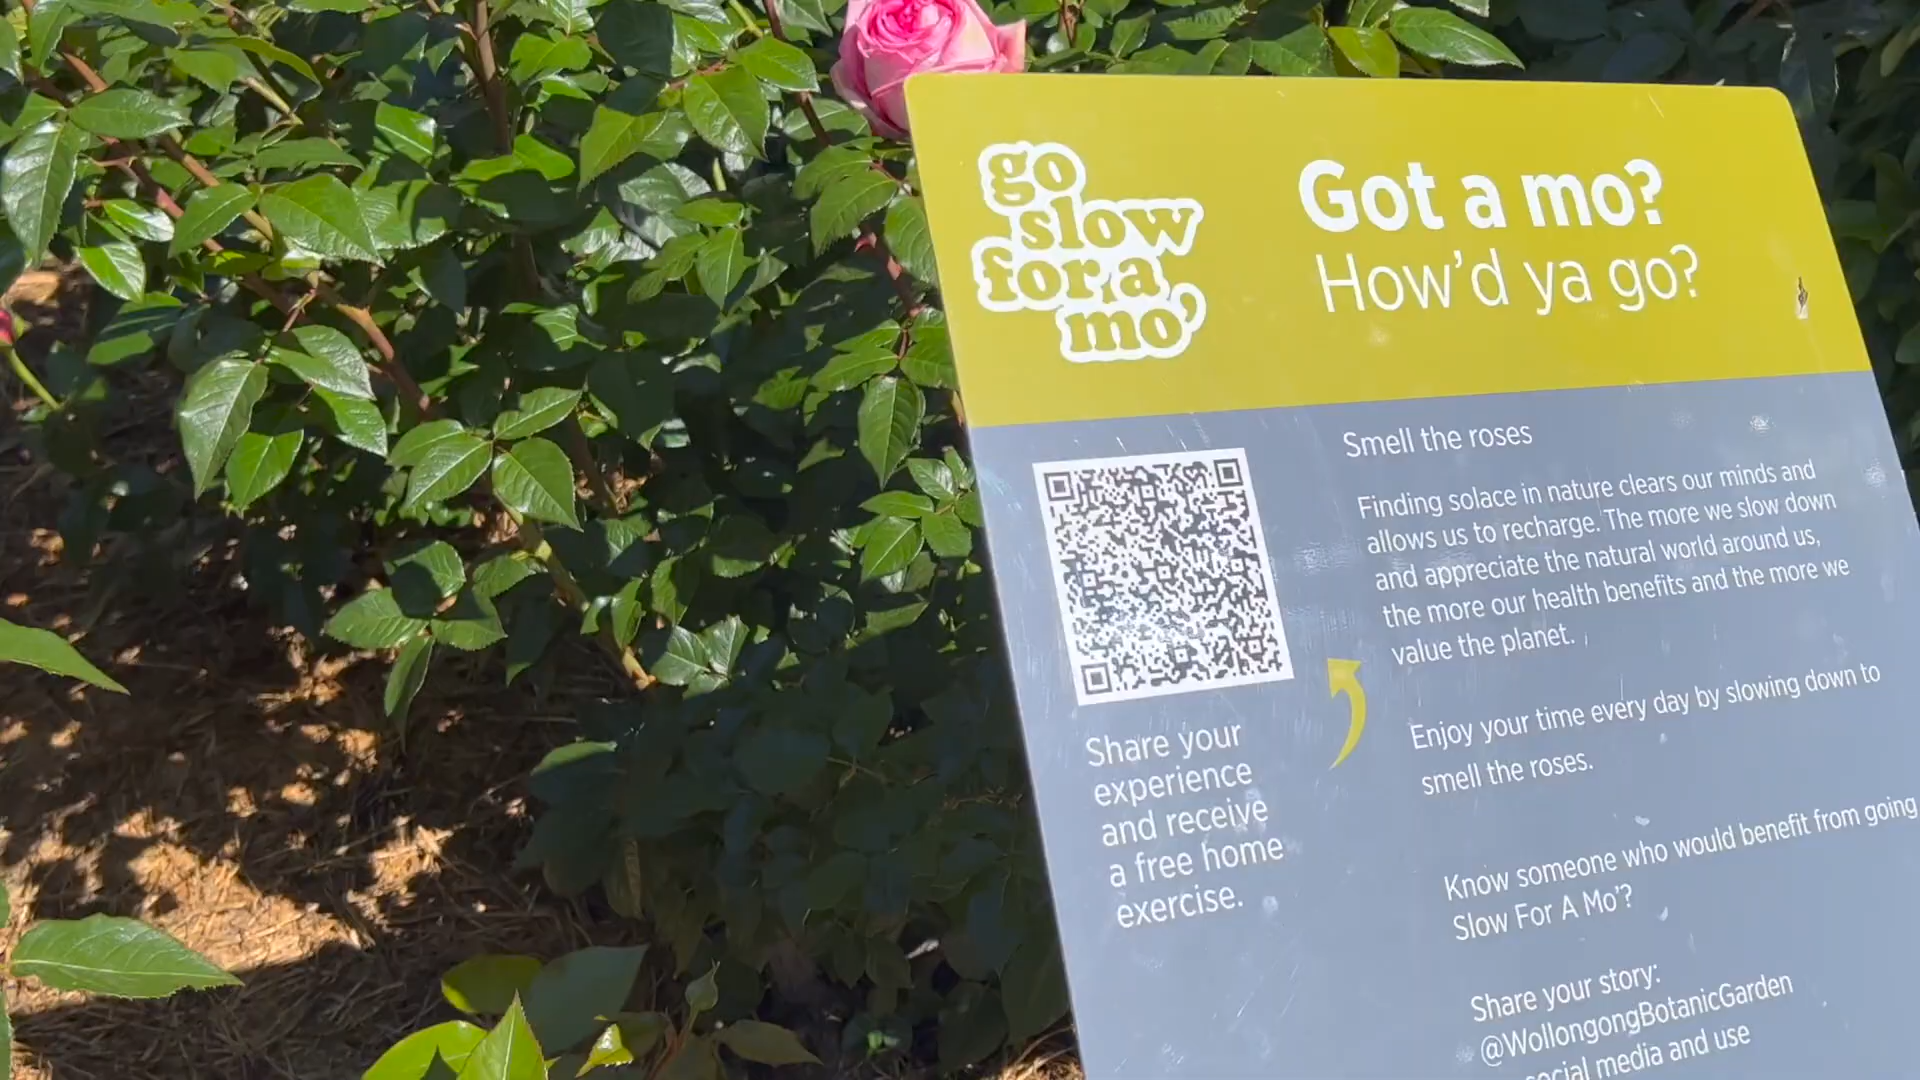 go
slow
for a
mo'
Got a mo?
How'd ya go?
Smell the roses
Finding solace in nature clears our minds and
allows us to recharge. The more we slow down
and appreciate the natural world around us,
the more our health benefits and the more we
value the planet.
Enjoy your time every day by slowing down to
smell the roses.
Know someone who would benefit from going
Slow For A Mo'?
Share your story:
@WollongongBotanicGarden
social media and use
Share your
experience
and receive
a free home
exercise.